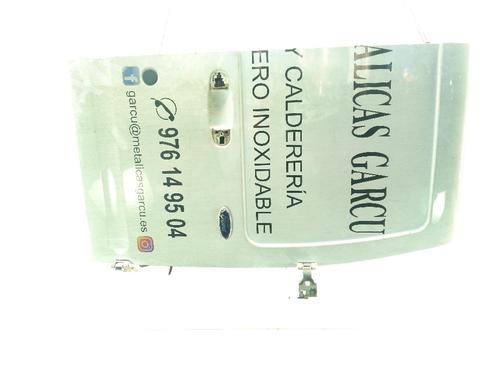 ALICAS GARCU
Y CALDERERÍA
ERO INOXIDABLE
976 14 95 04
garcu@metalicasgarcu.es